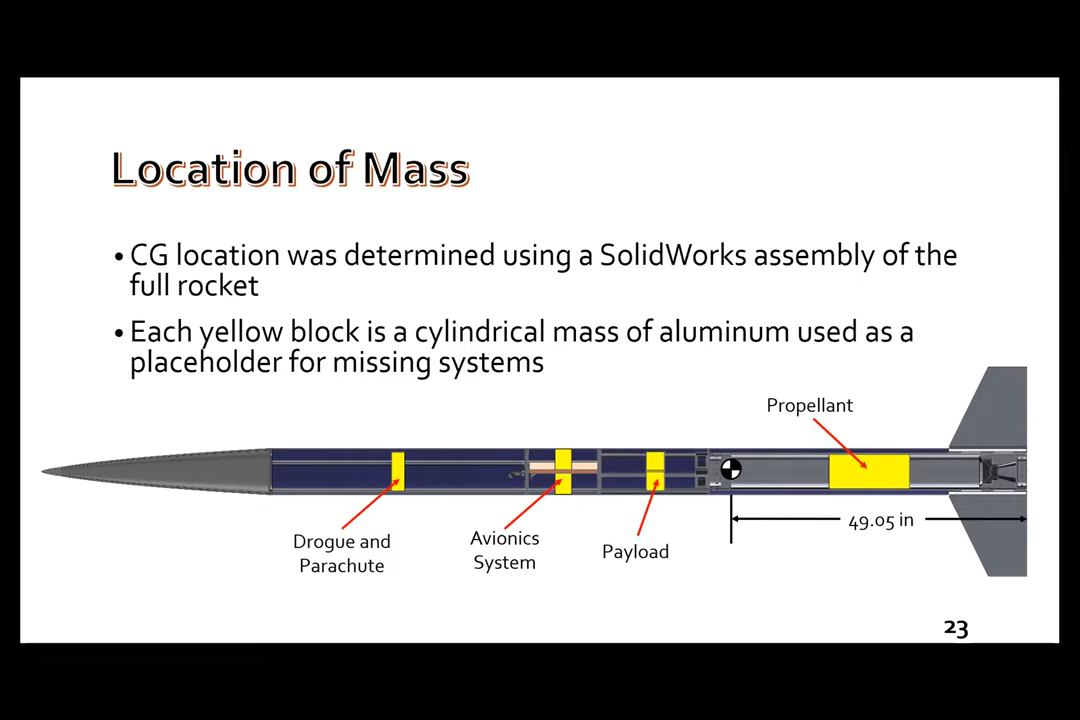 Location of Mass
• CG location was determined using a SolidWorks assembly of the
full rocket
• Each yellow block is a cylindrical mass of aluminum used as a
placeholder for missing systems
Propellant
49.05 in
Drogue and
Parachute
Avionics
System
Payload
23